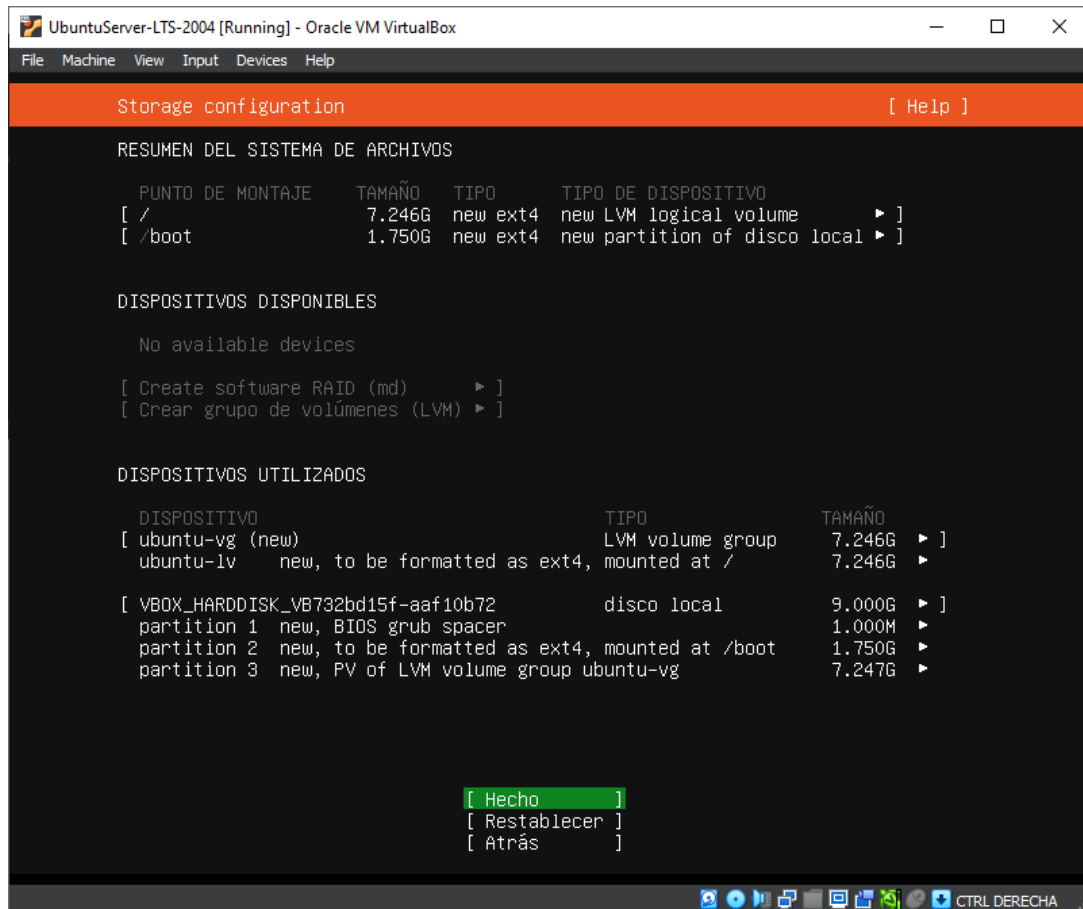 UbuntuServer-LTS-2004 [Running] - Oracle VM VirtualBox
File Machine View Input Devices Help
Storage configuration [ Help ]
RESUMEN DEL SISTEMA DE ARCHIVOS
PUNTO DE MONTAJE TAMAÑO TIPO TIPO DE DISPOSITIVO
[ / 7.246G new ext4 new LVM logical volume ▸ ]
[ /boot 1.750G new ext4 new partition of disco local ▸ ]
DISPOSITIVOS DISPONIBLES
No available devices
[ Create software RAID (md) ▸ ]
[ Crear grupo de volúmenes (LVM) ▸ ]
DISPOSITIVOS UTILIZADOS
DISPOSITIVO TIPO TAMAÑO
[ ubuntu-vg (new) LVM volume group 7.246G ▸ ]
ubuntu-lv new, to be formatted as ext4, mounted at / 7.246G ▸
[ VBOX_HARDDISK_VB732bd15f-aaf10b72 disco local 9.000G ▸ ]
partition 1 new, BIOS grub spacer 1.000M ▸
partition 2 new, to be formatted as ext4, mounted at /boot 1.750G ▸
partition 3 new, PV of LVM volume group ubuntu-vg 7.247G ▸
[ Hecho ]
[ Restablecer ]
[ Atrás ]
CTRL DERECHA